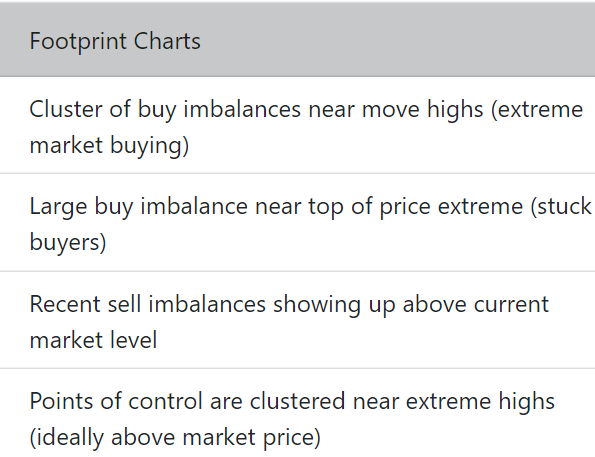 Footprint Charts
Cluster of buy imbalances near move highs (extreme
market buying)
Large buy imbalance near top of price extreme (stuck
buyers)
Recent sell imbalances showing up above current
market level
Points of control are clustered near extreme highs
(ideally above market price)